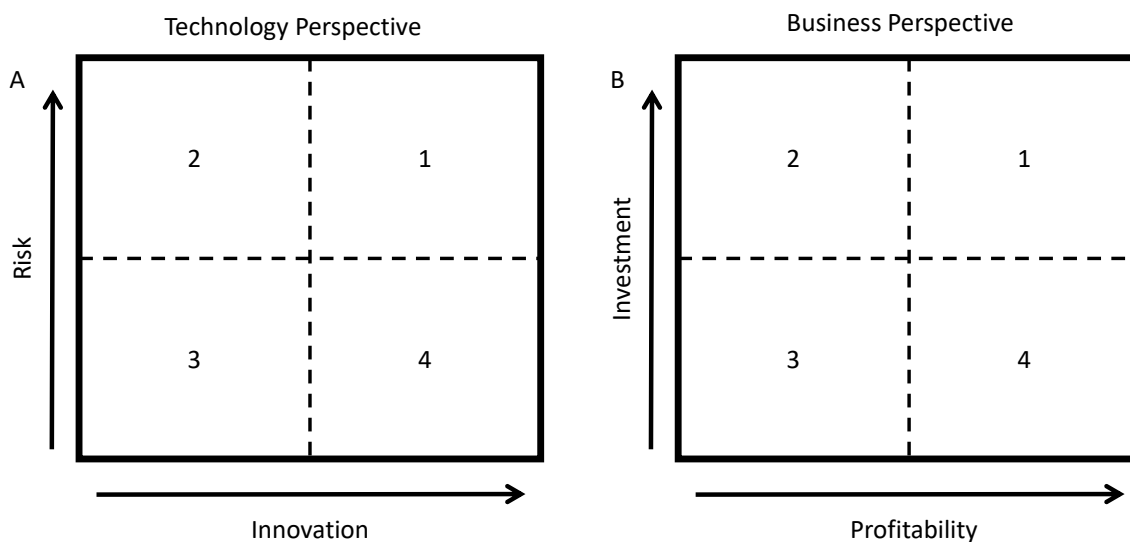 Technology Perspective
A
2
1
Risk
3
4
Innovation
Business Perspective
B
2
1
Investment
3
4
Profitability